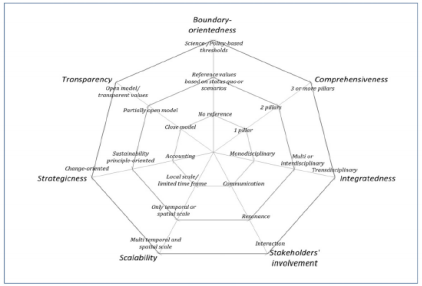 Boundary-
orientedness
Science-/Policy-based
thresholds
Transparency
Reference values
based on status quo or
scenarios
Comprehensiveness
Open model/
transparent values
3 or more pillars
Partially open model
2 pillars
No reference
Close model
1 pillar
Sustainability
principle-oriented
Accounting
Monodisciplinary
Multi or
interdisciplinary
Change-oriented
Transdisciplinary
Strategicness
Local scale/
limited time frame
Communication
Integratedness
Only temporal or
spatial scale
Resonance
Multi temporal and
spatial scale
Interaction
Scalability
Stakeholders'
involvement